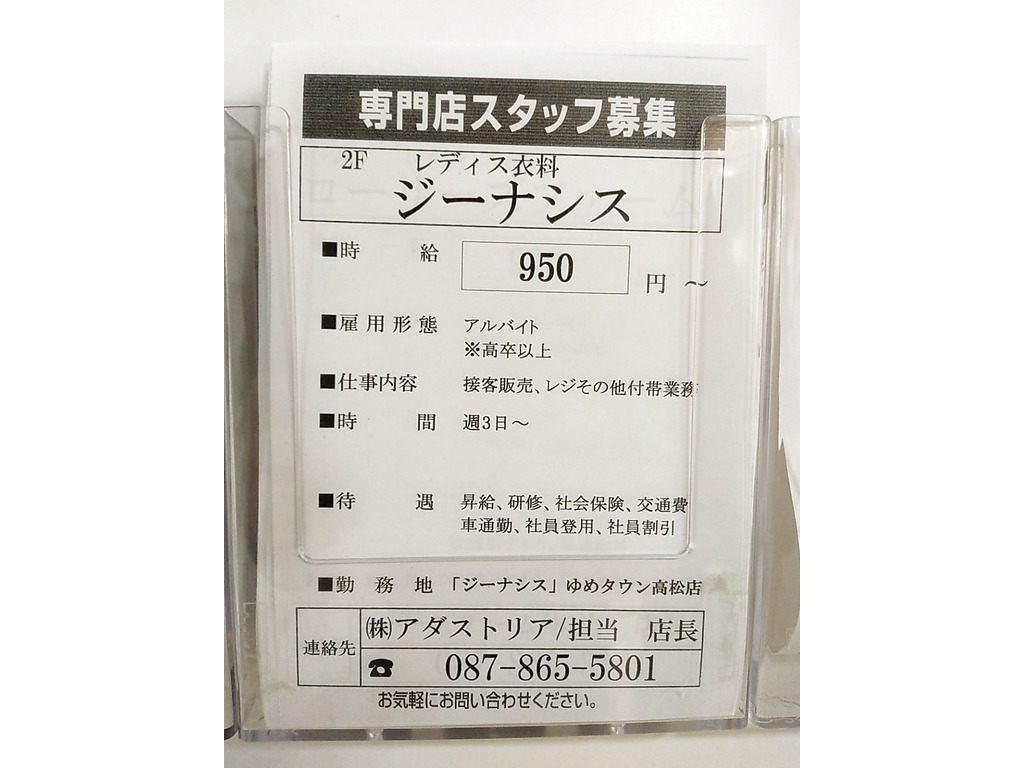 専門店スタッフ募集
2F レディス衣料
ジーナシス
■時給 950 円 ～
■雇用形態 アルバイト
※高卒以上
■仕事内容 接客販売、レジその他付帯業務
■時間 週3日～
■待遇 昇給、研修、社会保険、交通費
車通勤、社員登用、社員割引
■勤務地 「ジーナシス」ゆめタウン高松店
連絡先 ㈱アダストリア/担当 店長
☎ 087-865-5801
お気軽にお問い合わせください。